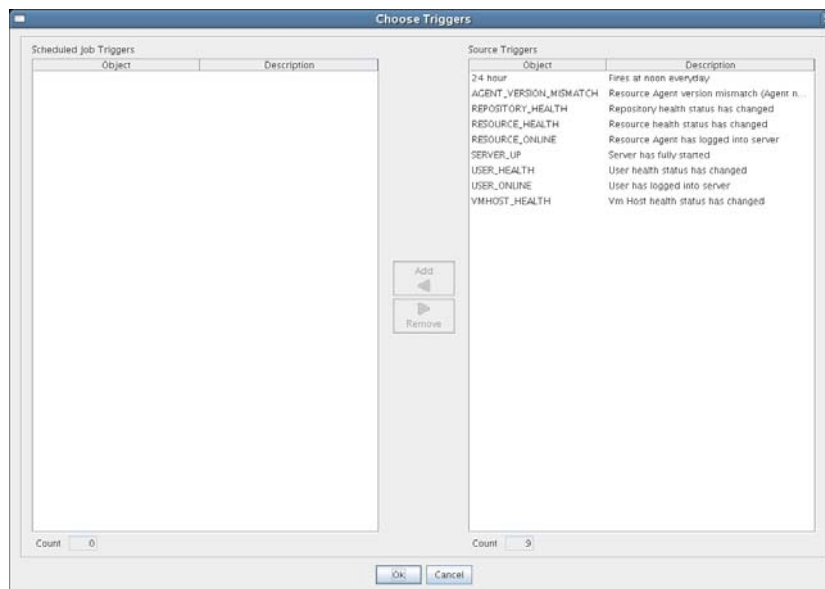 Choose Triggers
Scheduled Job Triggers
Object Description
Count 0
Add
Remove
Source Triggers
Object Description
24 hour Fires at noon everyday
AGENT_VERSION_MISMATCH Resource Agent version mismatch (Agent n...
REPOSITORY_HEALTH Repository health status has changed
RESOURCE_HEALTH Resource health status has changed
RESOURCE_ONLINE Resource Agent has logged into server
SERVER_UP Server has fully started
USER_HEALTH User health status has changed
USER_ONLINE User has logged into server
VMHOST_HEALTH Vm Host health status has changed
Count 9
Ok Cancel